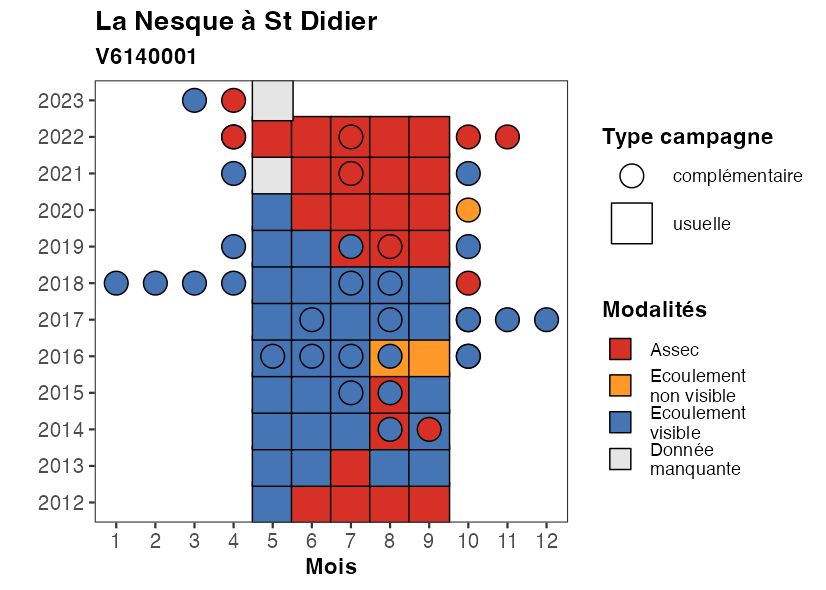 La Nesque à St Didier
V6140001
2023
2022
2021
2020
2019
2018
2017
2016
2015
2014
2013
2012
1 2 3 4 5 6 7 8 9 10 11 12
Mois
Type campagne
complémentaire
usuelle
Modalités
Assec
Ecoulement
non visible
Ecoulement
visible
Donnée
manquante